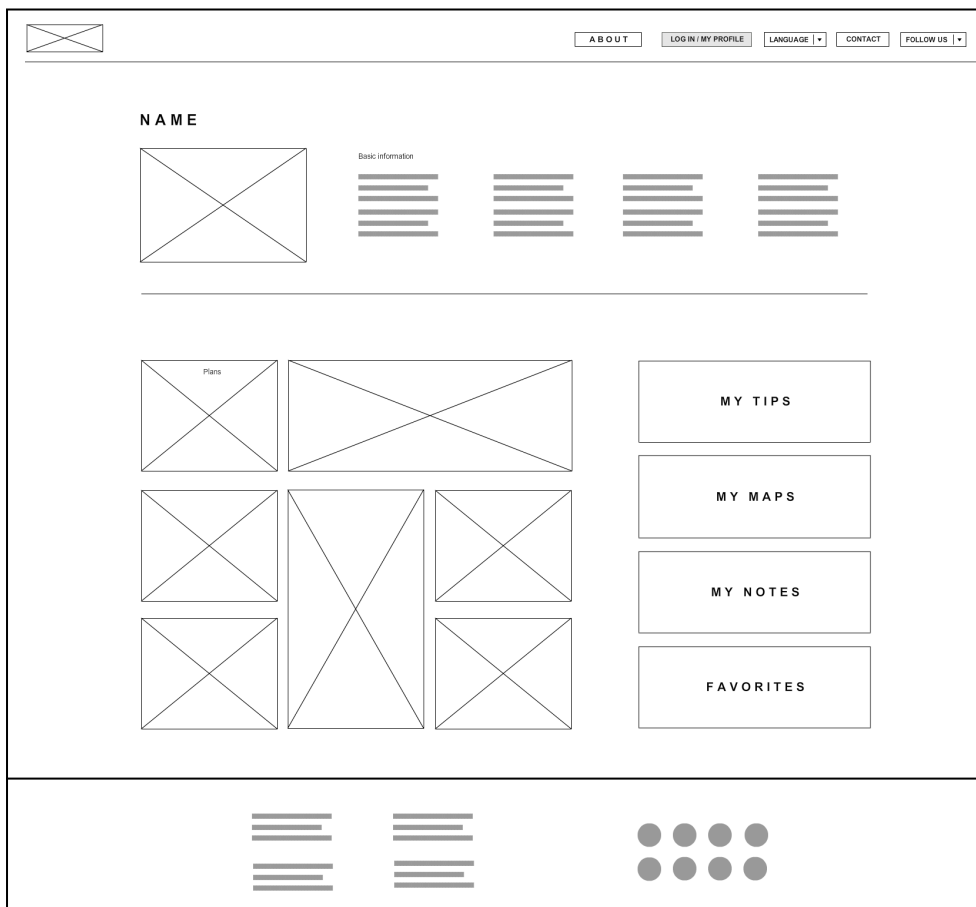 ABOUT
LOG IN / MY PROFILE
LANGUAGE
CONTACT
FOLLOW US
NAME
Basic information
Plans
MY TIPS
MY MAPS
MY NOTES
FAVORITES